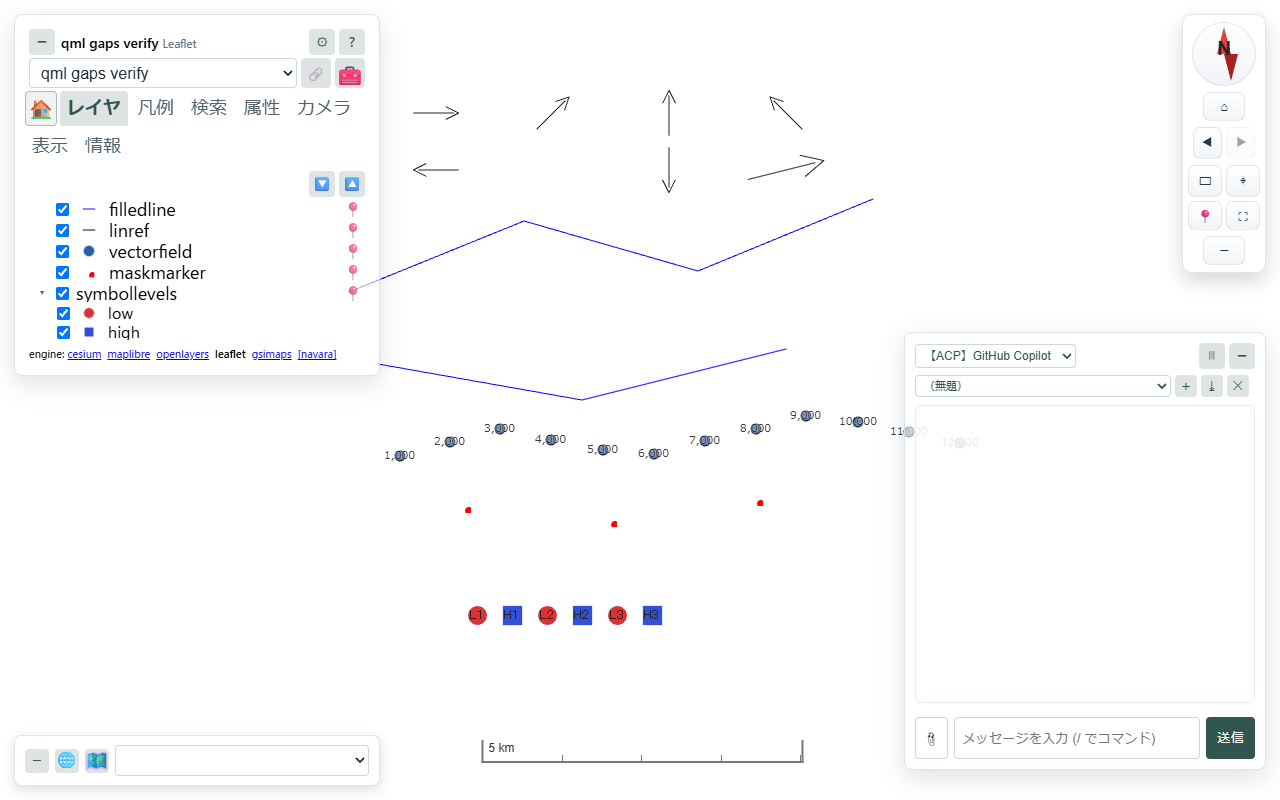 − qml gaps verify Leaflet ⚙ ?
qml gaps verify
レイヤ 凡例 検索 属性 カメラ
表示 情報
filledline
linref
vectorfield
maskmarker
symbollevels
low
high
engine: cesium maplibre openlayers leaflet gsimaps [navara]
N
【ACP】GitHub Copilot
（無題）
+
メッセージを入力 (/ でコマンド)
送信
1,000
2,000
3,000
4,000
5,000
6,000
7,000
8,000
9,000
10,000
11,000
12,000
L1 H1 L2 H2 L3 H3
5 km